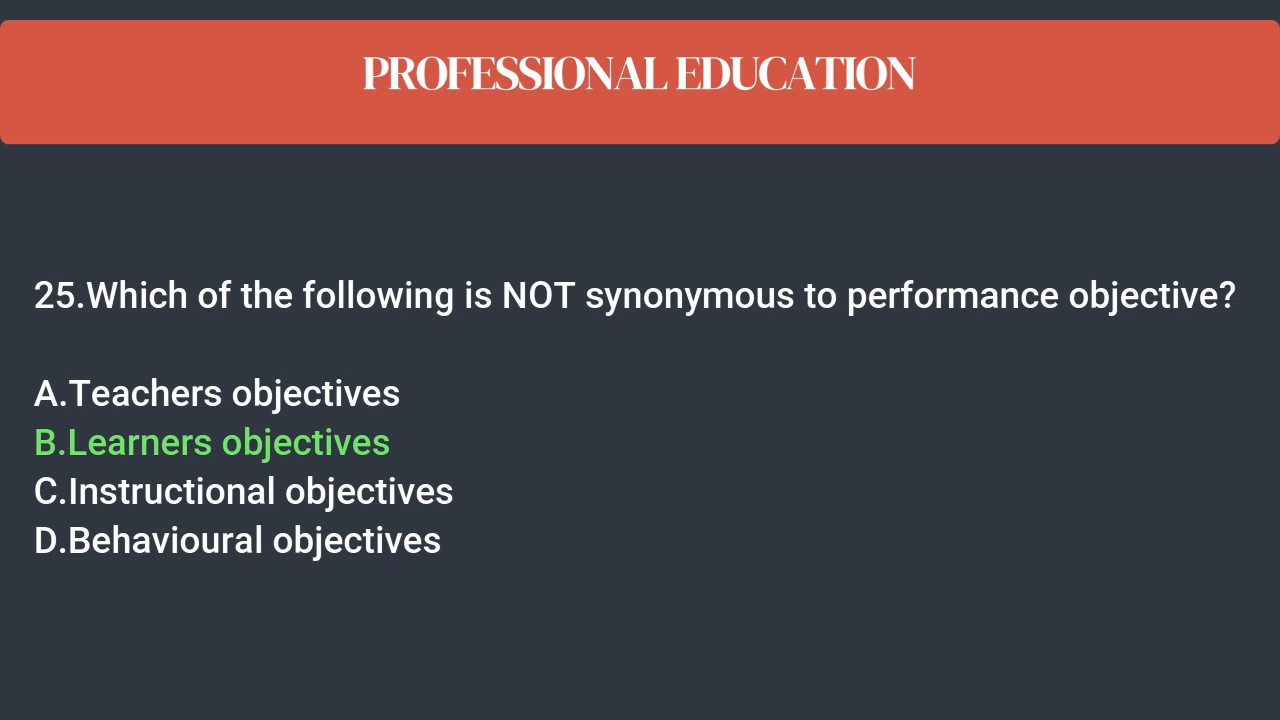 PROFESSIONAL EDUCATION
25.Which of the following is NOT synonymous to performance objective?
A.Teachers objectives
B.Learners objectives
C.Instructional objectives
D.Behavioural objectives